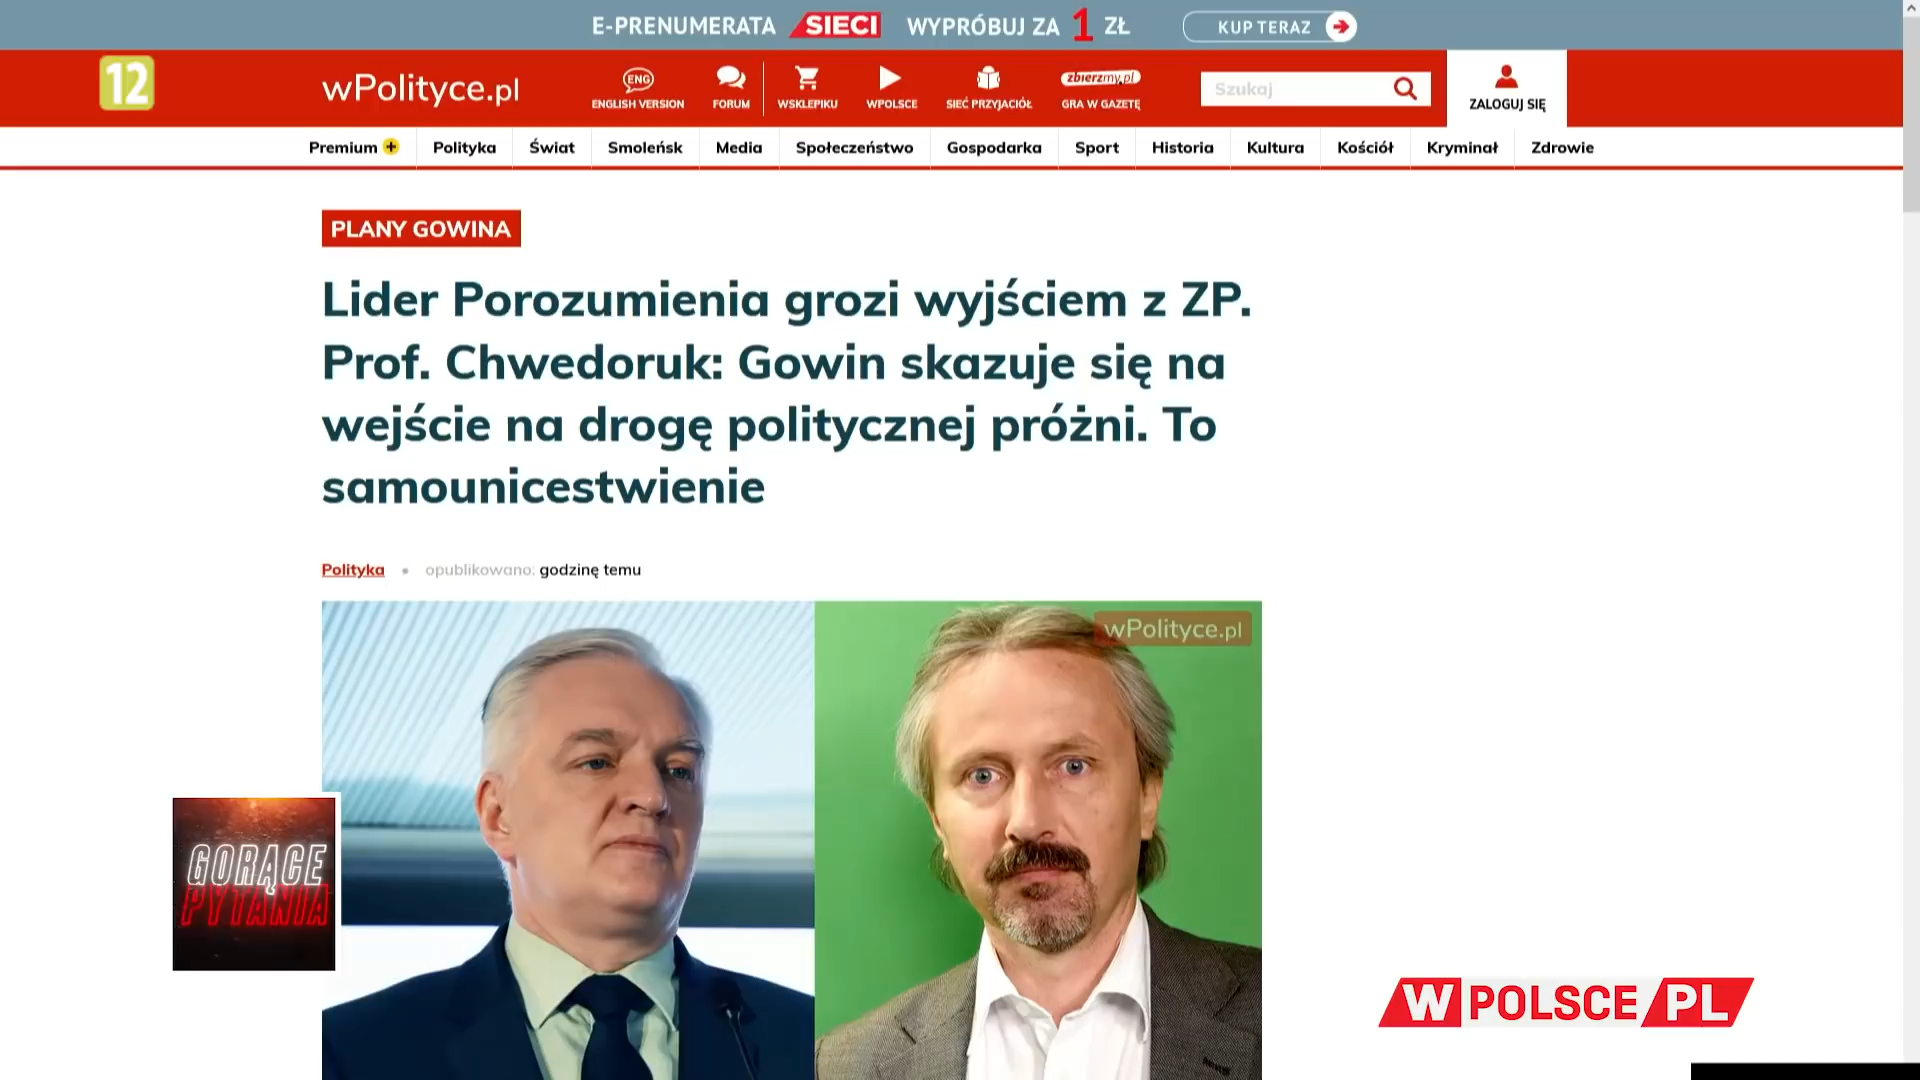 E-PRENUMERATA SIECI WYPRÓBUJ ZA 1 ZŁ KUP TERAZ
12
wPolityce.pl
ENG
ENGLISH VERSION
FORUM
WSKLEPIKU
WPOLSCE
SIEĆ PRZYJACIÓŁ
zbierzmy.pl
GRA W GAZETĘ
Szukaj
ZALOGUJ SIĘ
Premium + Polityka Świat Smoleńsk Media Społeczeństwo Gospodarka Sport Historia Kultura Kościół Kryminał Zdrowie
PLANY GOWINA
Lider Porozumienia grozi wyjściem z ZP.
Prof. Chwedoruk: Gowin skazuje się na
wejście na drogę politycznej próżni. To
samounicestwienie
Polityka • opublikowano: godzinę temu
wPolityce.pl
GORĄCE
PYTANIA
WPOLSCE/PL